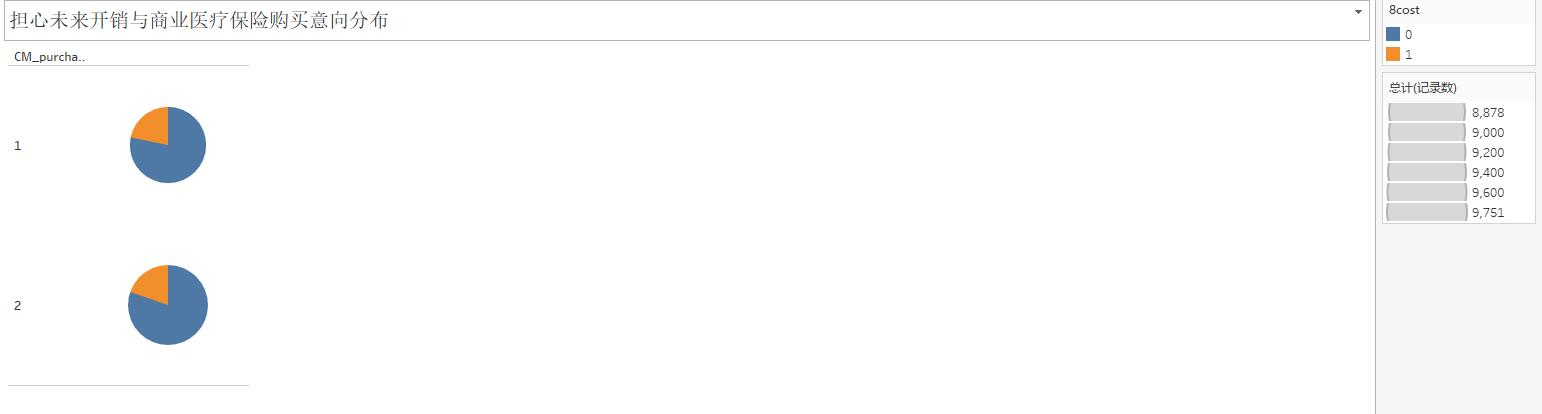 担心未来开销与商业医疗保险购买意向分布
CM_purcha..
1
2
8cost
0
1
总计(记录数)
8,878
9,000
9,200
9,400
9,600
9,751